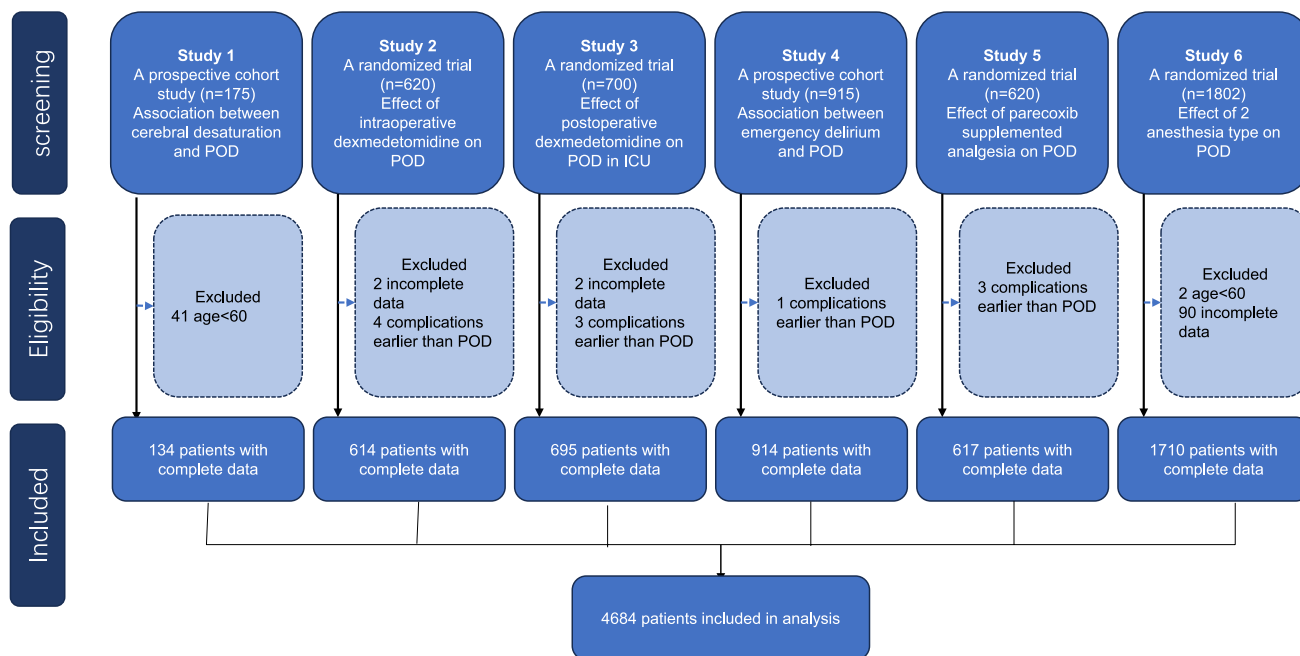 screening
Study 1
A prospective cohort
study (n=175)
Association between
cerebral desaturation
and POD
Study 2
A randomized trial
(n=620)
Effect of
intraoperative
dexmedetomidine on
POD
Study 3
A randomized trial
(n=700)
Effect of
postoperative
dexmedetomidine on
POD in ICU
Study 4
A prospective cohort
study (n=915)
Association between
emergency delirium
and POD
Study 5
A randomized trial
(n=620)
Effect of parecoxib
supplemented
analgesia on POD
Study 6
A randomized trial
(n=1802)
Effect of 2
anesthesia type on
POD
Eligibility
Excluded
41 age<60
Excluded
2 incomplete
data
4 complications
earlier than POD
Excluded
2 incomplete
data
3 complications
earlier than POD
Excluded
1 complications
earlier than POD
Excluded
3 complications
earlier than POD
Excluded
2 age<60
90 incomplete
data
Included
134 patients with
complete data
614 patients with
complete data
695 patients with
complete data
914 patients with
complete data
617 patients with
complete data
1710 patients with
complete data
4684 patients included in analysis